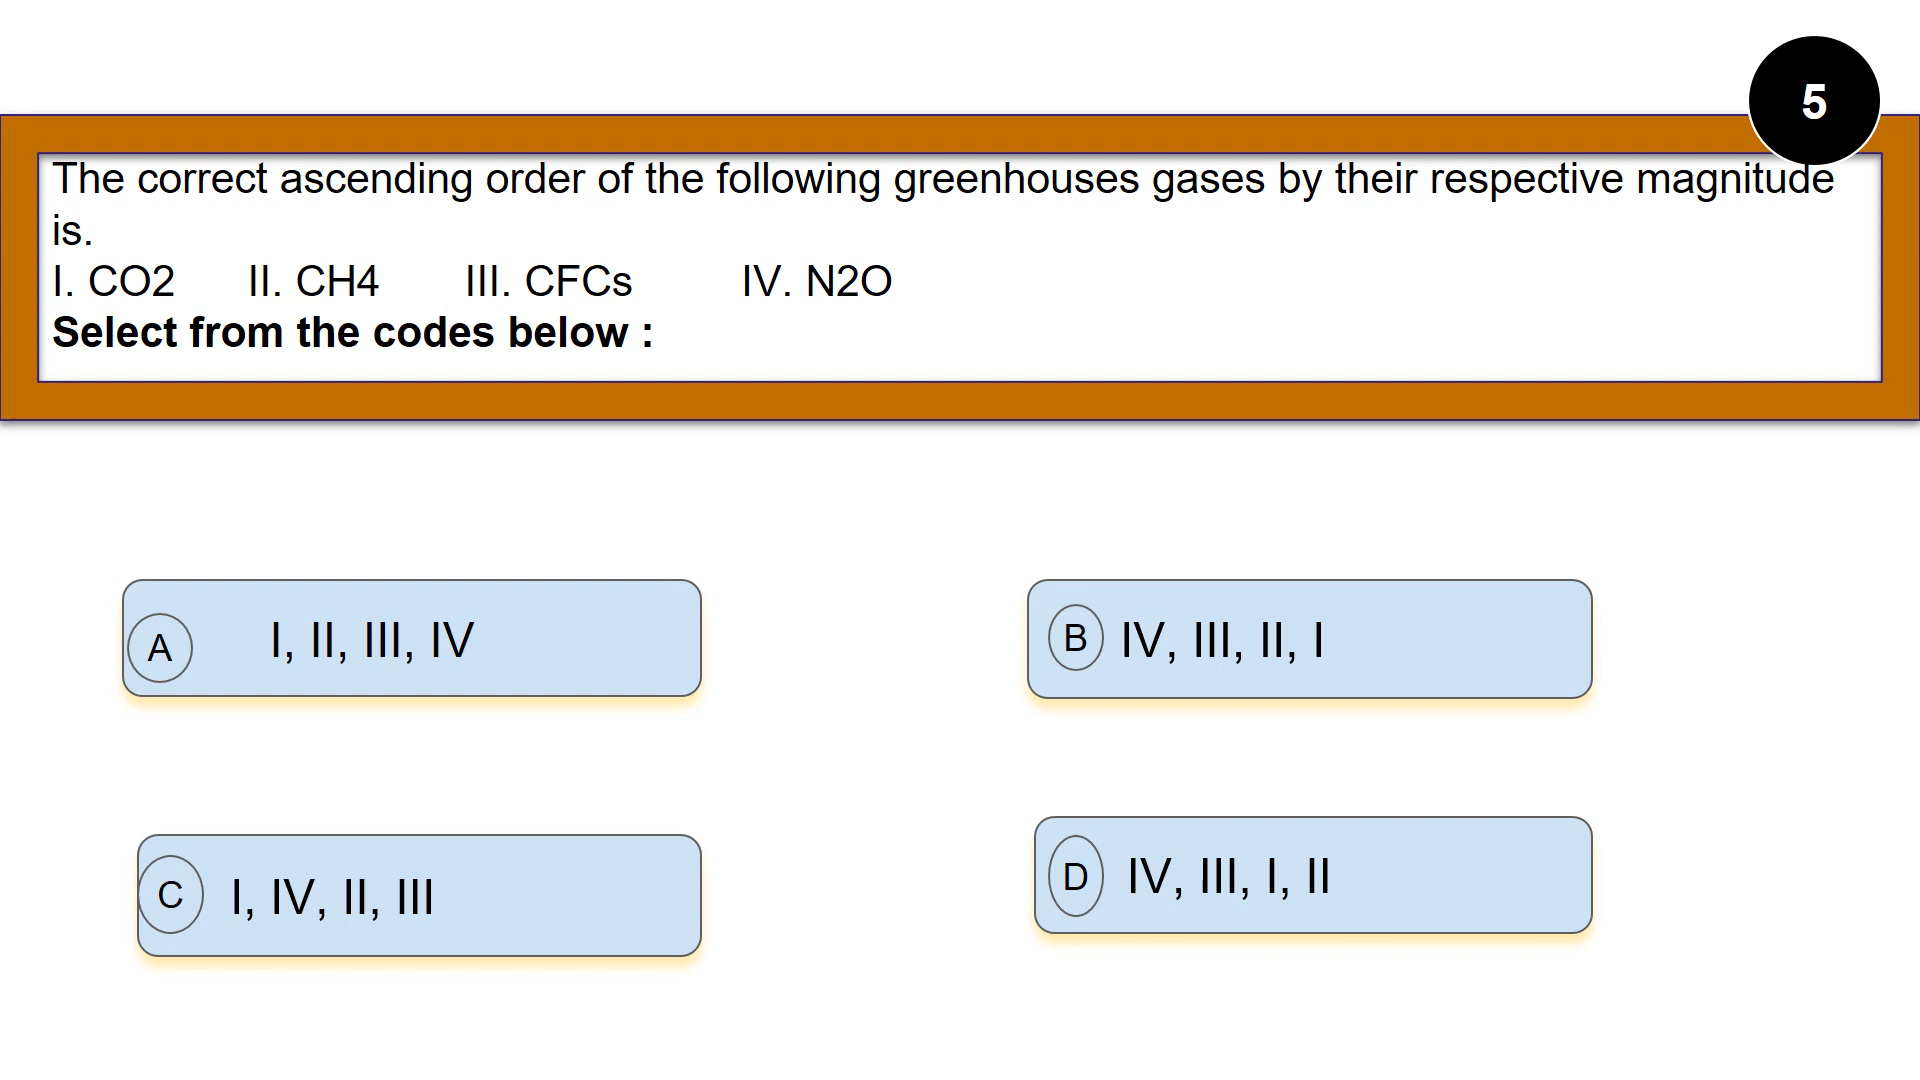 5
The correct ascending order of the following greenhouses gases by their respective magnitude
is.
I. CO2 II. CH4 III. CFCs IV. N2O
Select from the codes below :
A I, II, III, IV
B IV, III, II, I
C I, IV, II, III
D IV, III, I, II